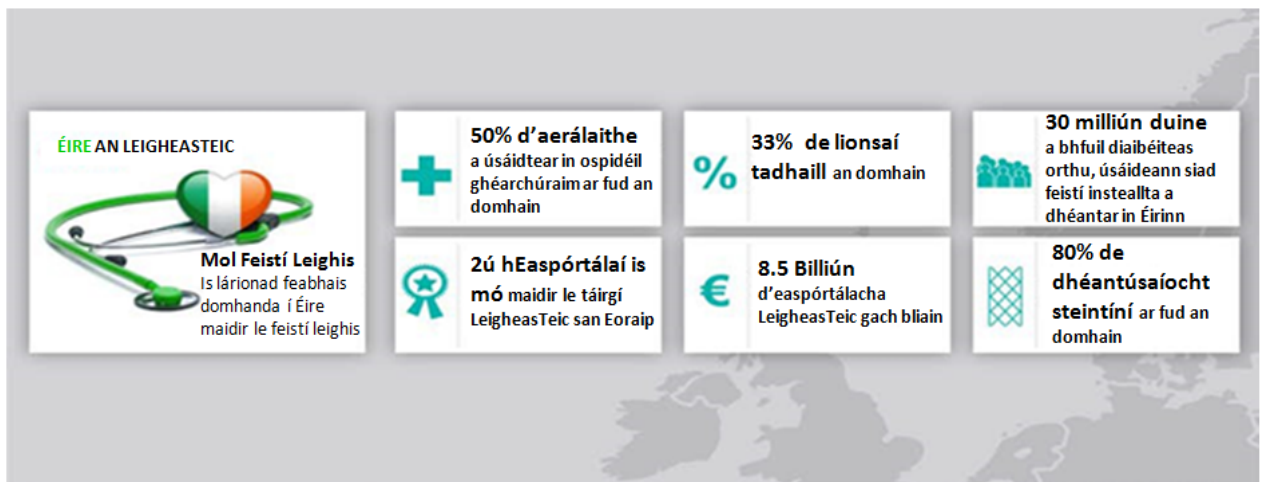 ÉIRE AN LEIGHEASTEIC
Mol Feistí Leighis
Is lárionad feabhais
domhanda í Éire
maidir le feistí leighis
50% d’aerálaithe
a úsáidtear in ospidéil
ghéarchúraim ar fud an
domhain
33% de lionsaí
tadhaill an domhain
30 milliún duine
a bhfuil diaibéiteas
orthu, úsáideann siad
feistí insteallta a
dhéantar in Éirinn
2ú hEaspórtálaí is
mó maidir le táirgí
LeigheasTeic san Eoraip
€
8.5 Billiún
d’easpórtálacha
LeigheasTeic gach bliain
80% de
dhéantúsaíocht
steintíní ar fud an
domhain
%